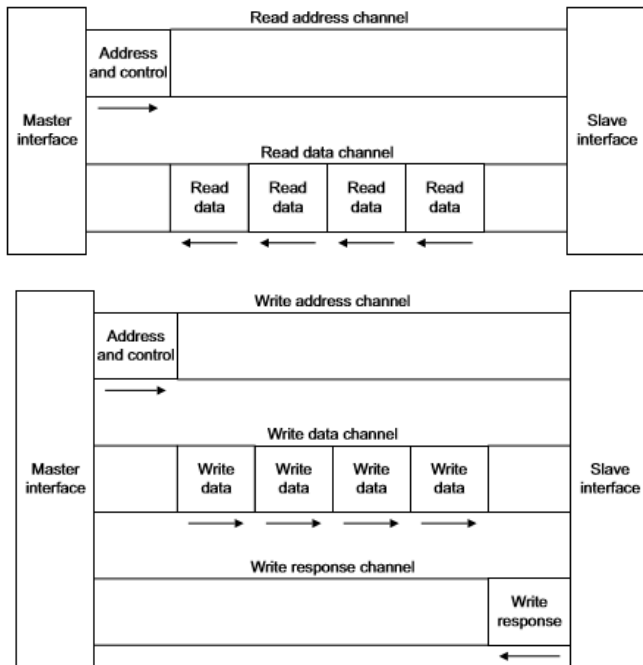 Read address channel
Address
and control
Master
interface
Slave
interface
Read data channel
Read
data
Read
data
Read
data
Read
data
Write address channel
Address
and control
Write data channel
Master
interface
Write
data
Write
data
Write
data
Write
data
Slave
interface
Write response channel
Write
response